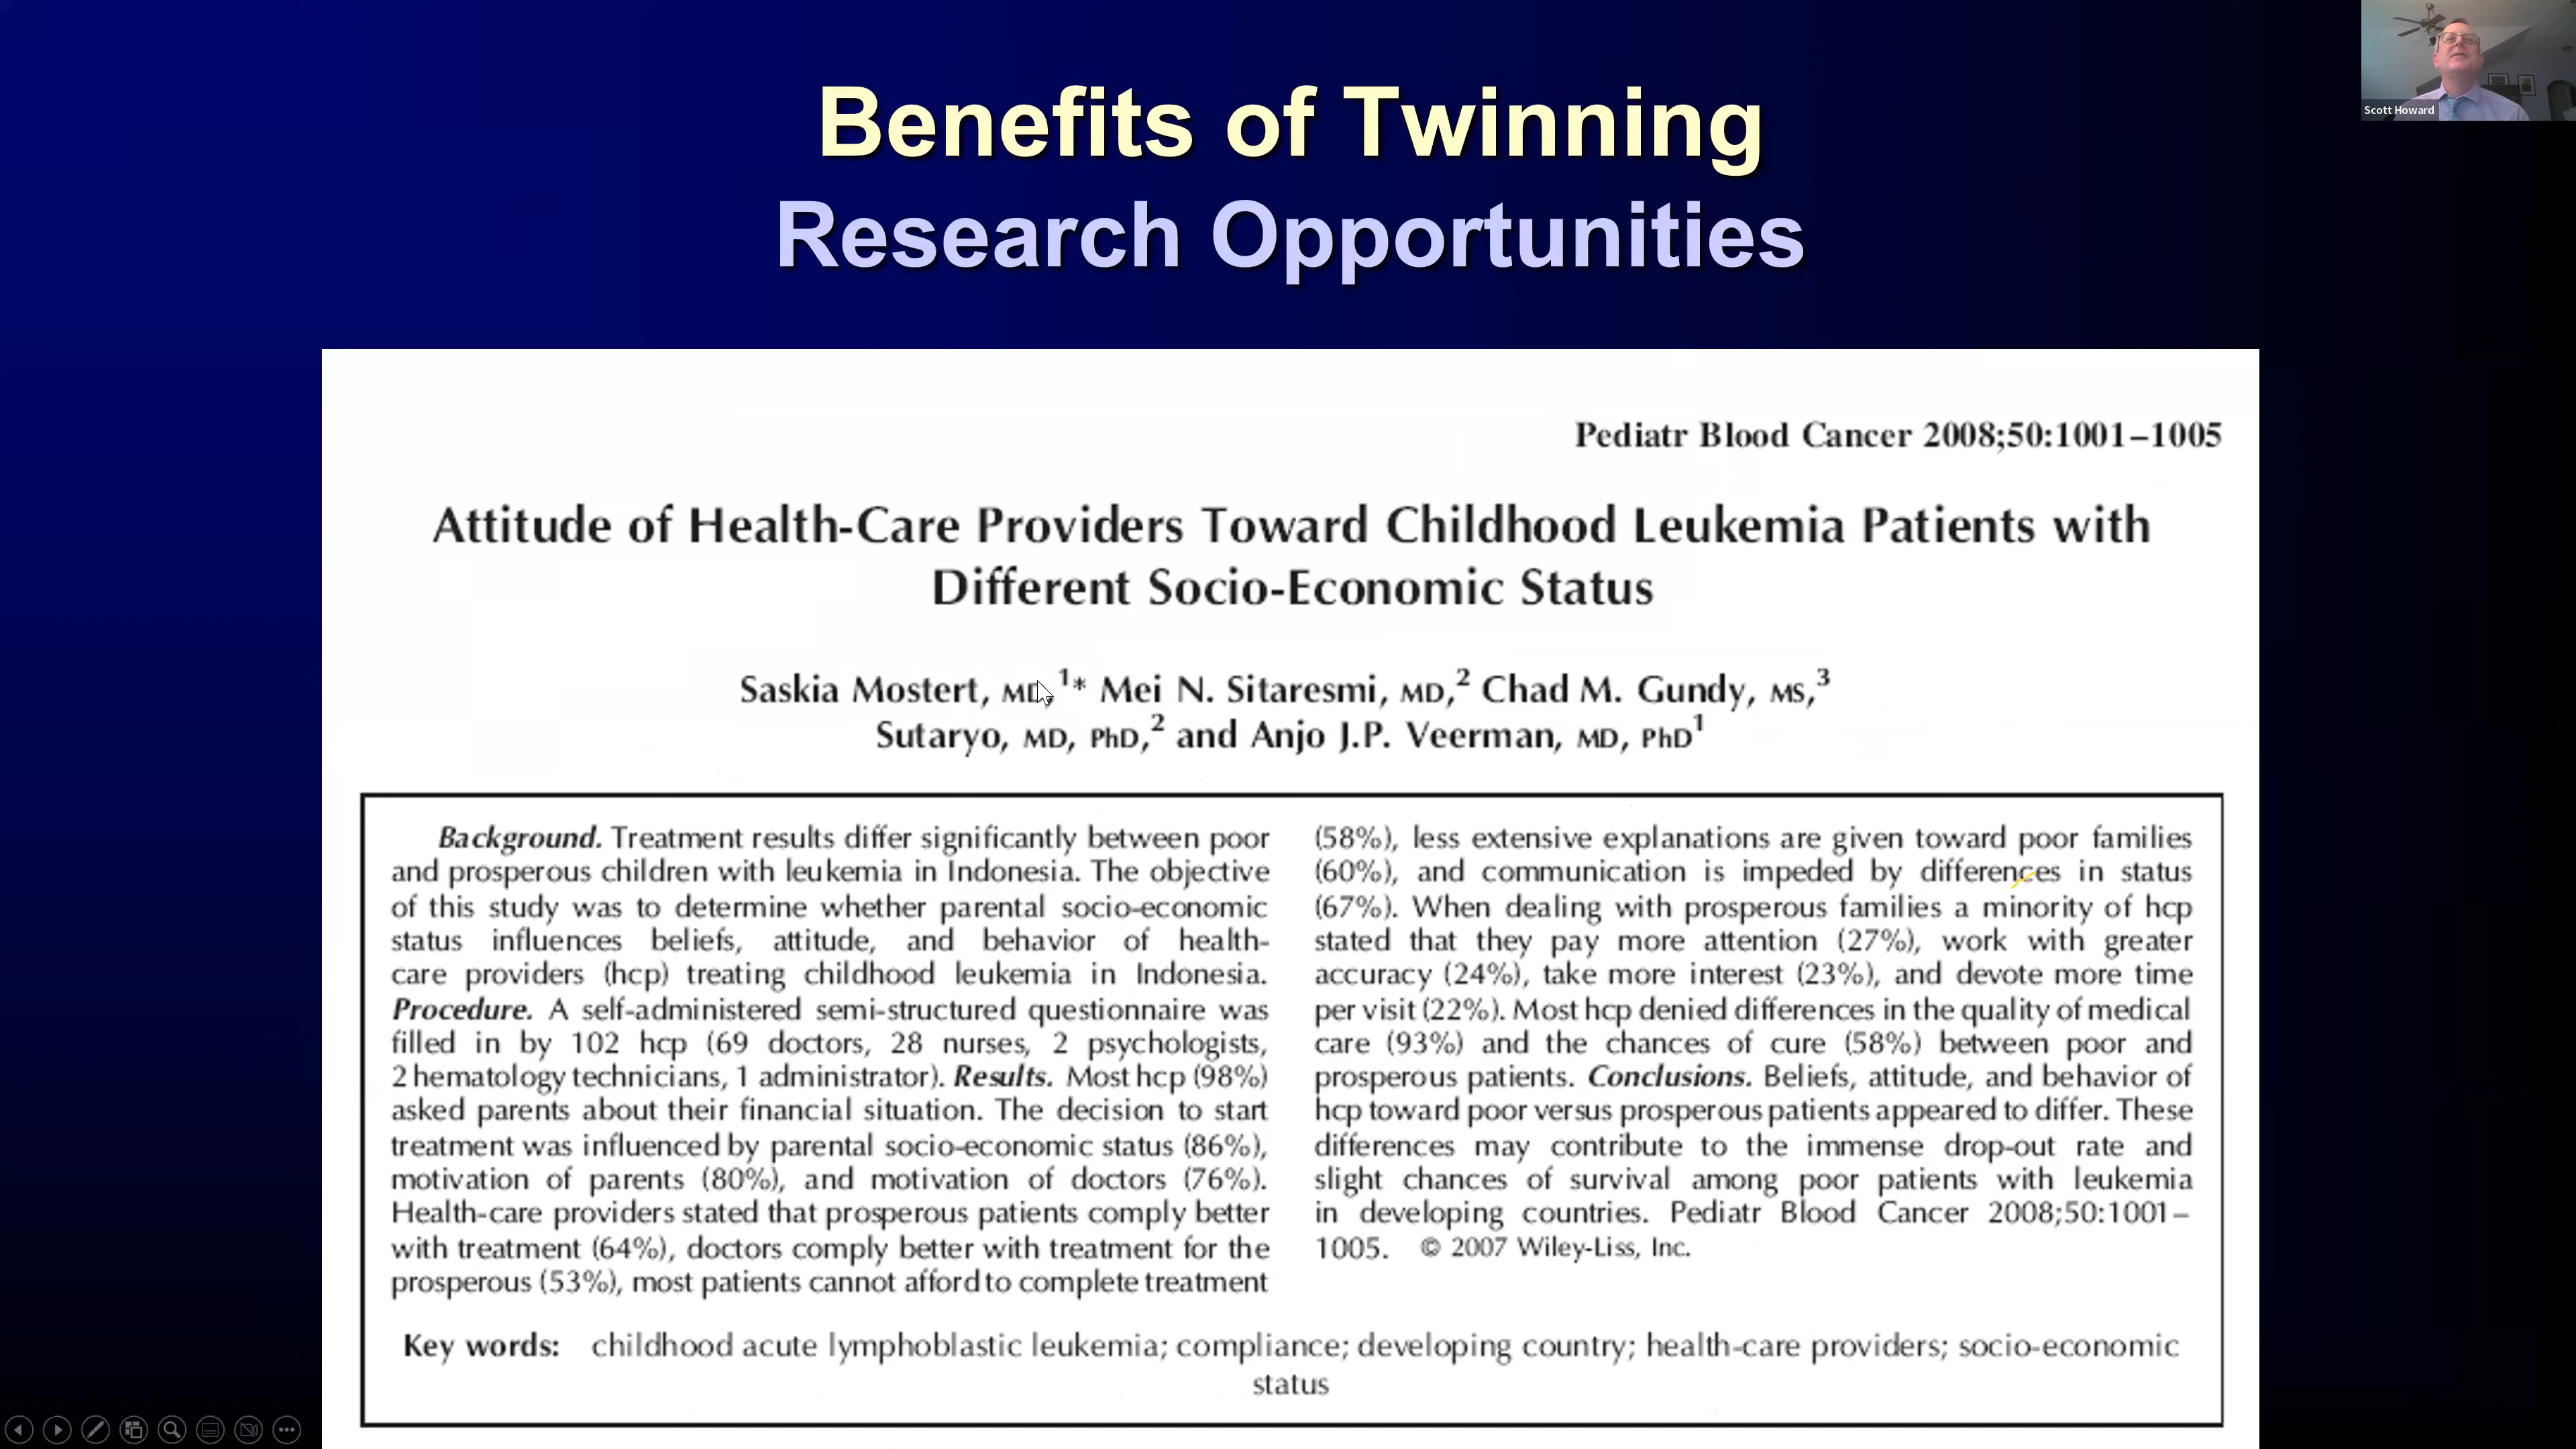 Benefits of Twinning
Research Opportunities
Scott Howard
Pediatr Blood Cancer 2008;50:1001–1005
Attitude of Health-Care Providers Toward Childhood Leukemia Patients with
Different Socio-Economic Status
Saskia Mostert, MD,1* Mei N. Sitaresmi, MD,2 Chad M. Gundy, MS,3
Sutaryo, MD, PhD,2 and Anjo J.P. Veerman, MD, PhD1
Background. Treatment results differ significantly between poor
and prosperous children with leukemia in Indonesia. The objective
of this study was to determine whether parental socio-economic
status influences beliefs, attitude, and behavior of health-
care providers (hcp) treating childhood leukemia in Indonesia.
Procedure. A self-administered semi-structured questionnaire was
filled in by 102 hcp (69 doctors, 28 nurses, 2 psychologists,
2 hematology technicians, 1 administrator). Results. Most hcp (98%)
asked parents about their financial situation. The decision to start
treatment was influenced by parental socio-economic status (86%),
motivation of parents (80%), and motivation of doctors (76%).
Health-care providers stated that prosperous patients comply better
with treatment (64%), doctors comply better with treatment for the
prosperous (53%), most patients cannot afford to complete treatment
(58%), less extensive explanations are given toward poor families
(60%), and communication is impeded by differences in status
(67%). When dealing with prosperous families a minority of hcp
stated that they pay more attention (27%), work with greater
accuracy (24%), take more interest (23%), and devote more time
per visit (22%). Most hcp denied differences in the quality of medical
care (93%) and the chances of cure (58%) between poor and
prosperous patients. Conclusions. Beliefs, attitude, and behavior of
hcp toward poor versus prosperous patients appeared to differ. These
differences may contribute to the immense drop-out rate and
slight chances of survival among poor patients with leukemia
in developing countries. Pediatr Blood Cancer 2008;50:1001–
1005. © 2007 Wiley-Liss, Inc.
Key words: childhood acute lymphoblastic leukemia; compliance; developing country; health-care providers; socio-economic
status